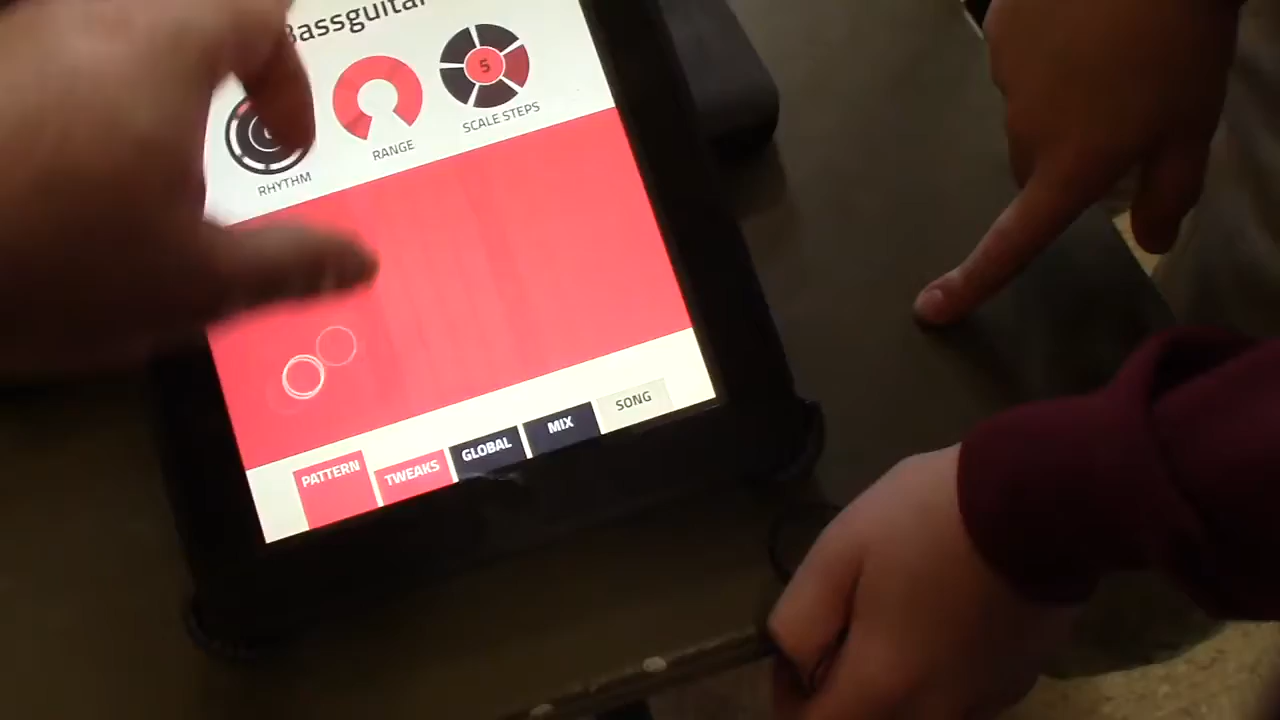 Bassguitar
5
RHYTHM
RANGE
SCALE STEPS
PATTERN
TWEAKS
GLOBAL
MIX
SONG